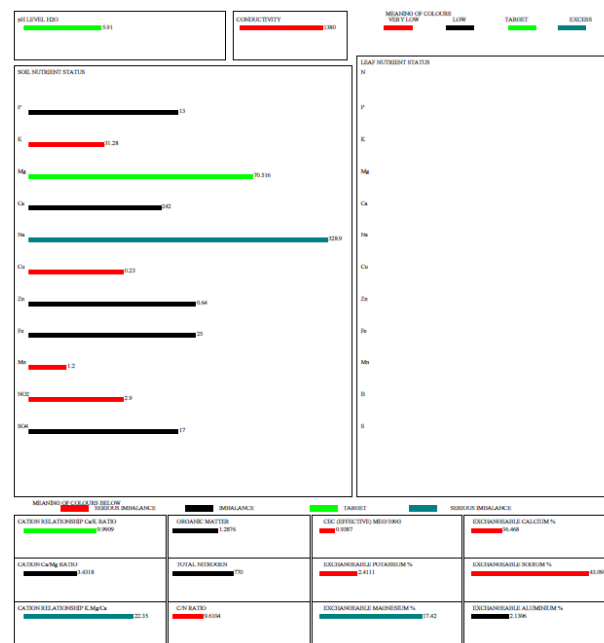 pH LEVEL H2O
5.91
CONDUCTIVITY
1380
MEANING OF COLOURS
VERY LOW LOW TARGET EXCESS
SOIL NUTRIENT STATUS
P
13
K
31.28
Mg
70.516
Ca
242
Na
328.9
Cu
0.23
Zn
0.64
Fe
25
Mn
1.2
NO2
2.9
SO4
17
LEAF NUTRIENT STATUS
N
P
K
Mg
Ca
Na
Cu
Zn
Fe
Mn
B
S
MEANING OF COLOURS BELOW
SERIOUS IMBALANCE IMBALANCE TARGET SERIOUS IMBALANCE
CATION RELATIONSHIP Ca/K RATIO
9.9909
ORGANIC MATTER
1.2876
CEC (EFFECTIVE) MEQ/100G
0.9387
EXCHANGEABLE CALCIUM %
36.468
CATION Ca/Mg RATIO
1.4318
TOTAL NITROGEN
770
EXCHANGEABLE POTASSIUM %
2.4111
EXCHANGEABLE SODIUM %
43.09
CATION RELATIONSHIP K.Mg/Ca
22.35
C/N RATIO
9.6104
EXCHANGEABLE MAGNESIUM %
17.42
EXCHANGEABLE ALUMINIUM %
2.1306